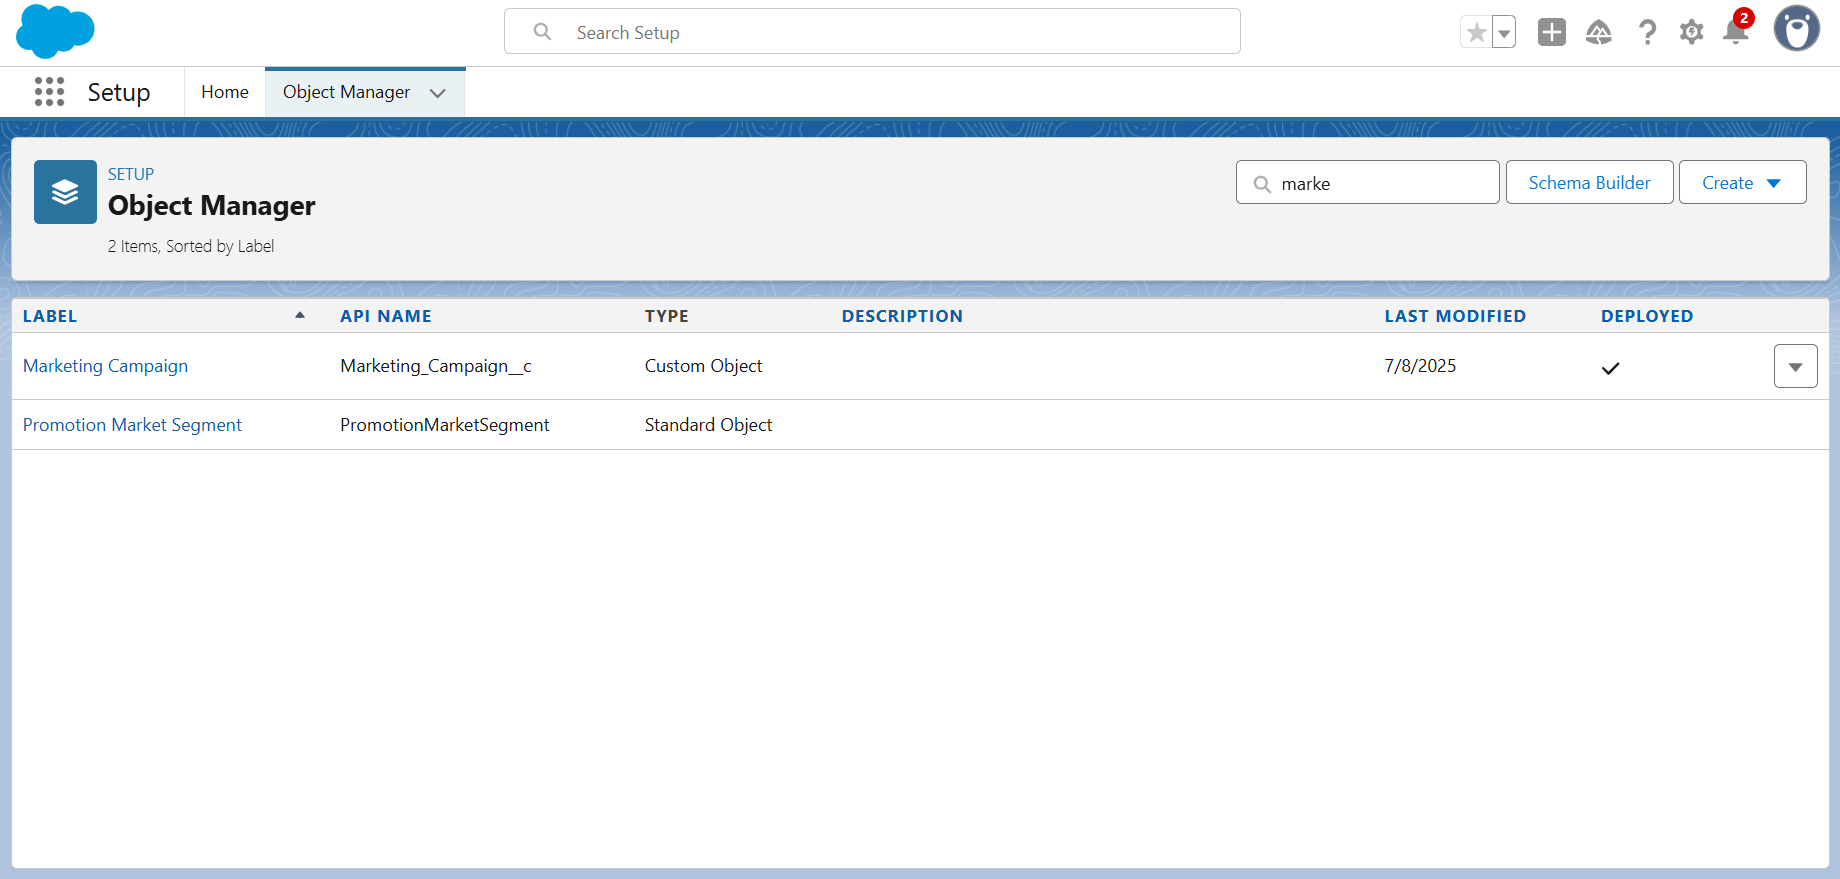 Search Setup
2
Setup
Home
Object Manager
SETUP
Object Manager
2 Items, Sorted by Label
marke
Schema Builder
Create
LABEL API NAME TYPE DESCRIPTION LAST MODIFIED DEPLOYED
Marketing Campaign Marketing_Campaign__c Custom Object 7/8/2025
Promotion Market Segment PromotionMarketSegment Standard Object